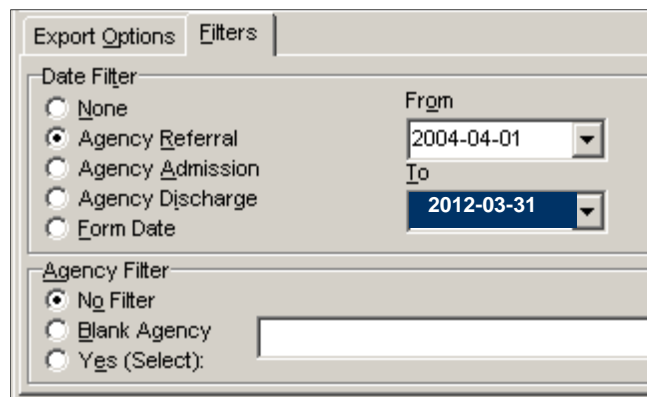 Export Options Filters
Date Filter
None
Agency Referral
Agency Admission
Agency Discharge
Form Date
From
2004-04-01
To
2012-03-31
Agency Filter
No Filter
Blank Agency
Yes (Select):